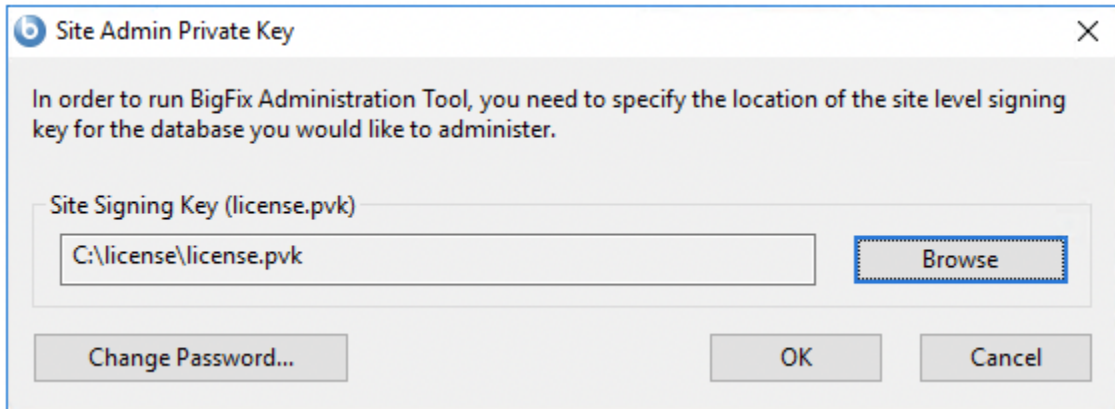 Site Admin Private Key
In order to run BigFix Administration Tool, you need to specify the location of the site level signing
key for the database you would like to administer.
Site Signing Key (license.pvk)
C:\license\license.pvk
Browse
Change Password...
OK
Cancel